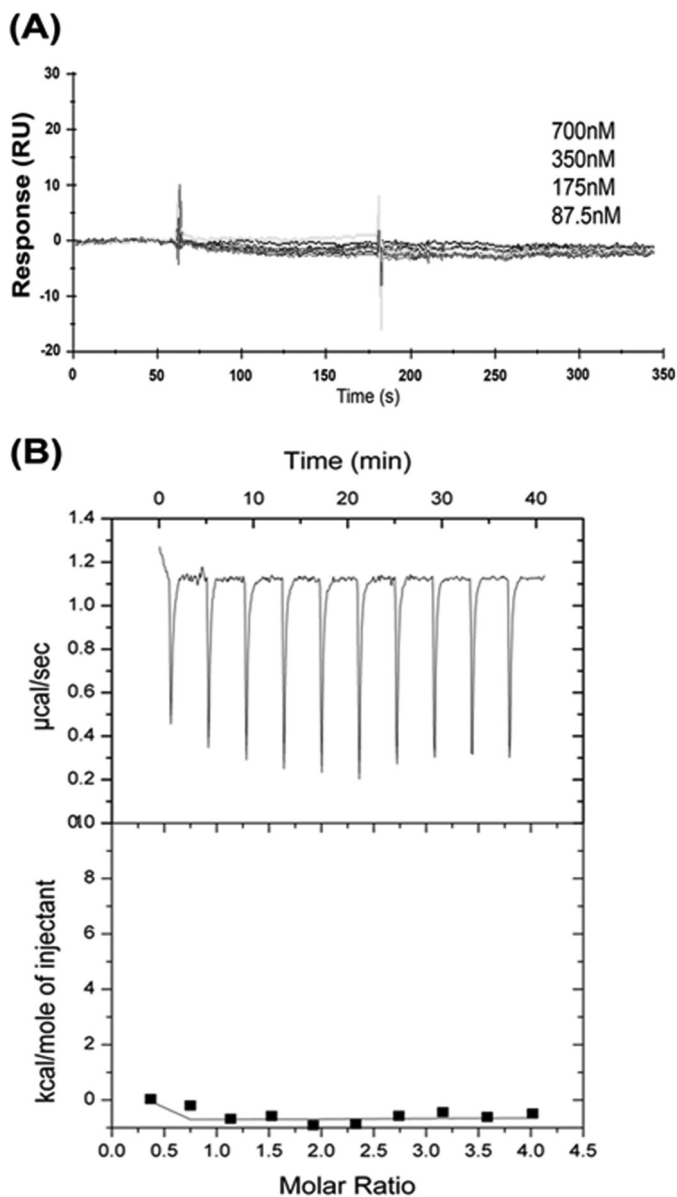 (A)
Response (RU)
30
20
10
0
-10
-20
700nM
350nM
175nM
87.5nM
0 50 100 150 200 250 300 350
Time (s)
(B)
Time (min)
0 10 20 30 40
µcal/sec
1.4
1.2
1.0
0.8
0.6
0.4
0.2
kcal/mole of injectant
8
6
4
2
0
0.0 0.5 1.0 1.5 2.0 2.5 3.0 3.5 4.0 4.5
Molar Ratio